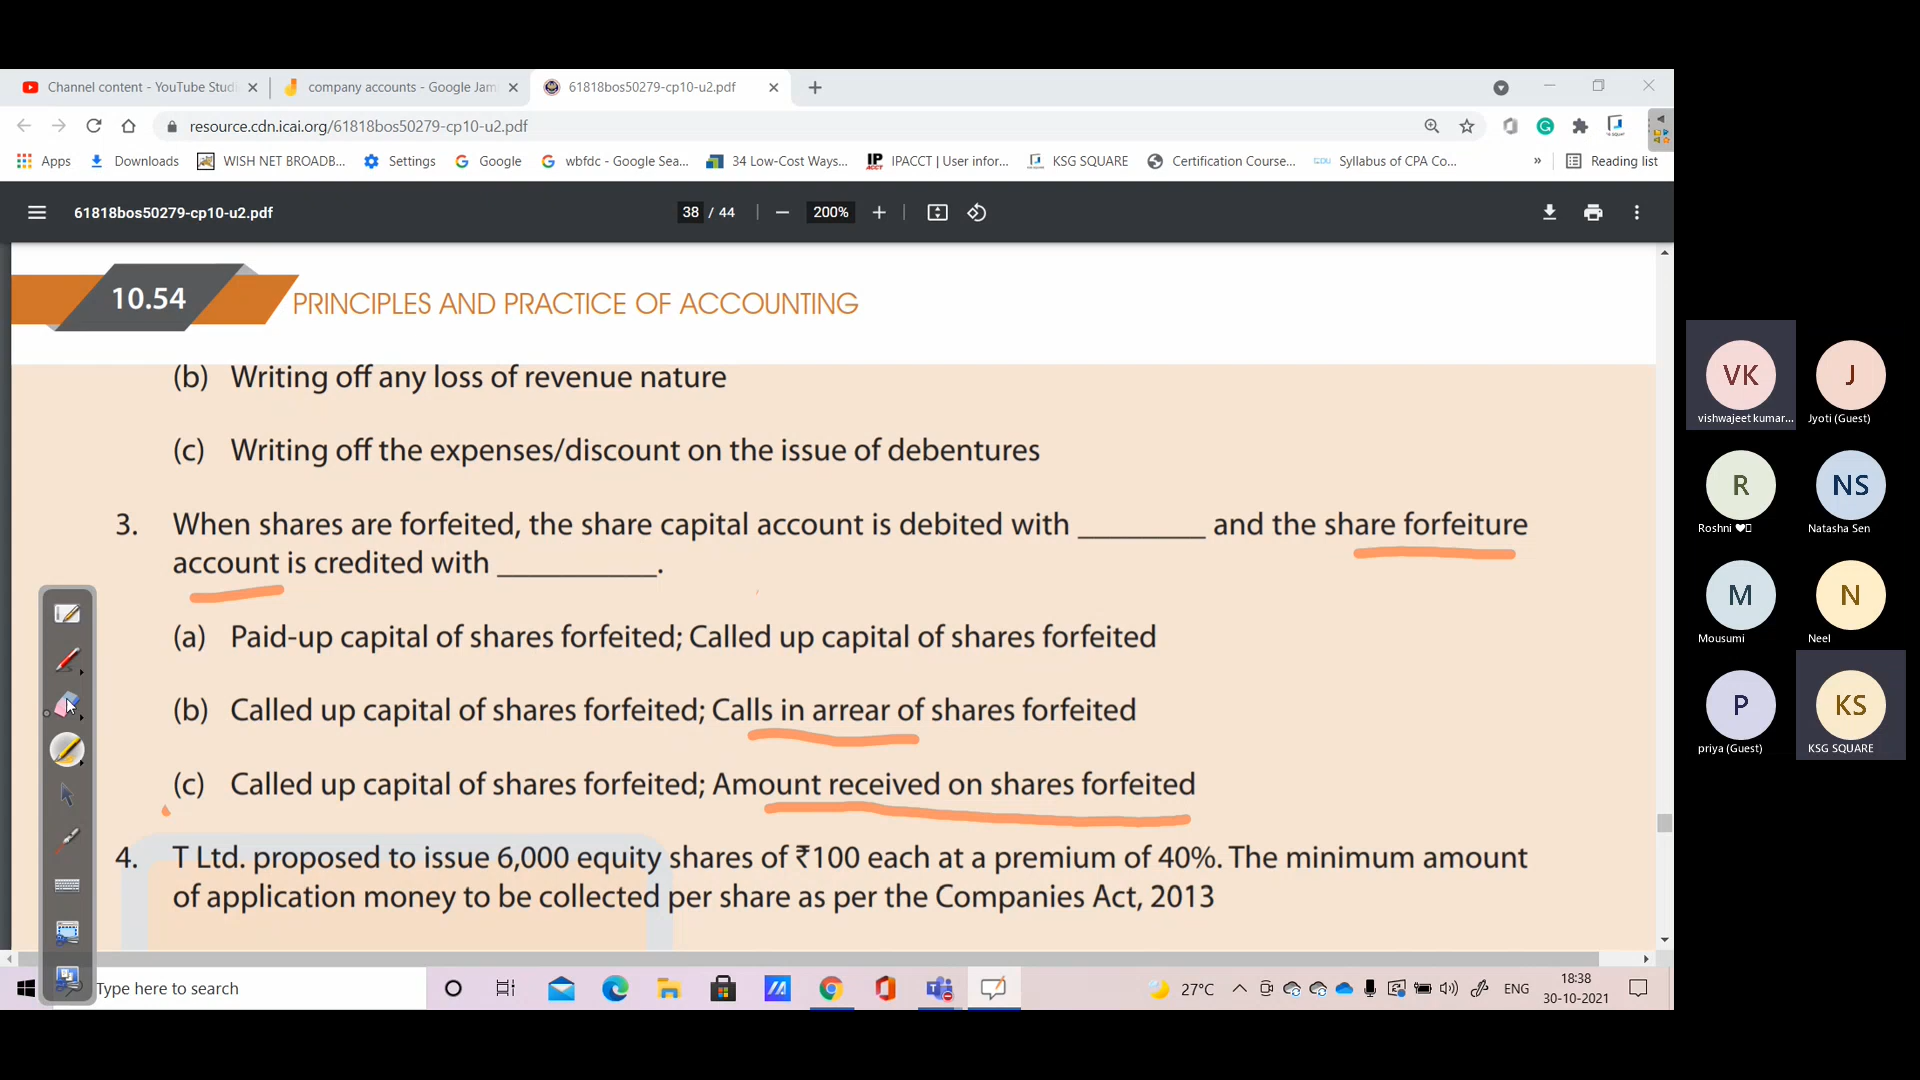 Channel content - YouTube Stud
company accounts - Google Jam
61818bos50279-cp10-u2.pdf
resource.cdn.icai.org/61818bos50279-cp10-u2.pdf
Apps
Downloads
WISH NET BROADB...
Settings
Google
wbfdc - Google Sea...
34 Low-Cost Ways...
IPACCT | User infor...
KSG SQUARE
Certification Course...
Syllabus of CPA Co...
»
Reading list
61818bos50279-cp10-u2.pdf
38 / 44
200%
10.54
PRINCIPLES AND PRACTICE OF ACCOUNTING
(b) Writing off any loss of revenue nature
(c) Writing off the expenses/discount on the issue of debentures
3. When shares are forfeited, the share capital account is debited with ________ and the share forfeiture
account is credited with __________.
(a) Paid-up capital of shares forfeited; Called up capital of shares forfeited
(b) Called up capital of shares forfeited; Calls in arrear of shares forfeited
(c) Called up capital of shares forfeited; Amount received on shares forfeited
4. T Ltd. proposed to issue 6,000 equity shares of ₹100 each at a premium of 40%. The minimum amount
of application money to be collected per share as per the Companies Act, 2013
Type here to search
27°C
ENG
18:38
30-10-2021
VK
vishwajeet kumar...
J
Jyoti (Guest)
R
Roshni
NS
Natasha Sen
M
Mousumi
N
Neel
P
priya (Guest)
KS
KSG SQUARE